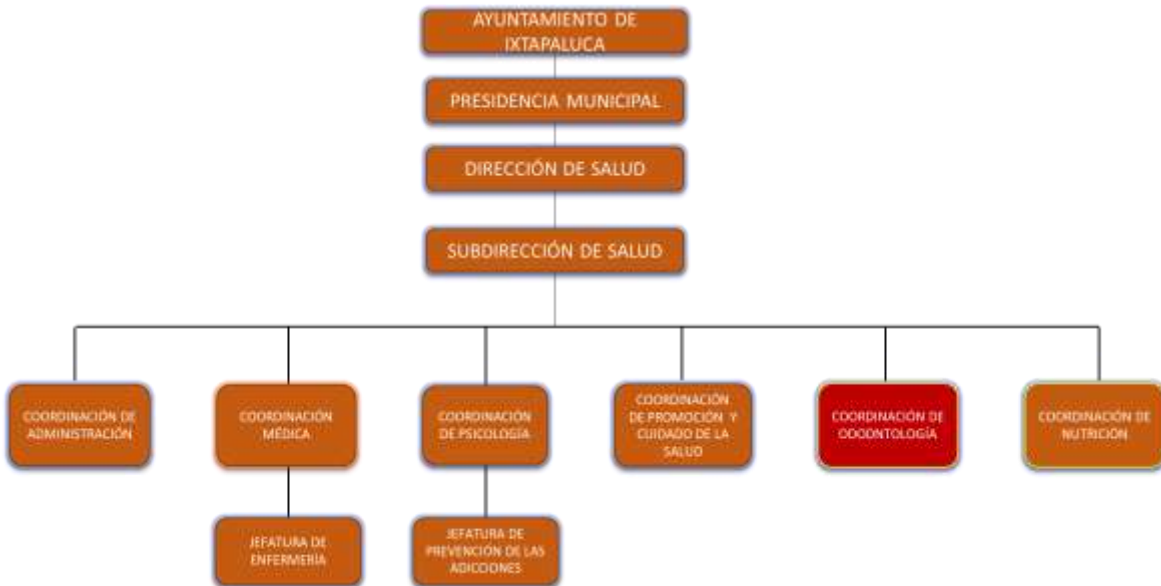 AYUNTAMIENTO DE
IXTAPALUCA
PRESIDENCIA MUNICIPAL
DIRECCIÓN DE SALUD
SUBDIRECCIÓN DE SALUD
COORDINACIÓN DE
ADMINISTRACIÓN
COORDINACIÓN
MÉDICA
COORDINACIÓN
DE PSICOLOGÍA
COORDINACIÓN
DE PROMOCIÓN Y
CUIDADO DE LA
SALUD
COORDINACIÓN DE
ODODNTOLOGÍA
COORDINACIÓN DE
NUTRICIÓN
JEFATURA DE
ENFERMERÍA
JEFATURA DE
PREVENCIÓN DE LAS
ADICCIONES